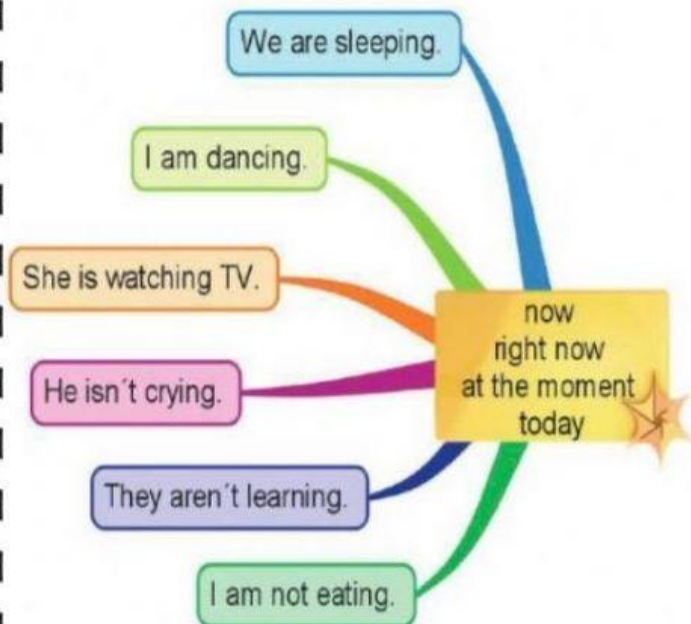 We are sleeping.
I am dancing.
She is watching TV.
He isn´t crying.
They aren´t learning.
I am not eating.
now
right now
at the moment
today